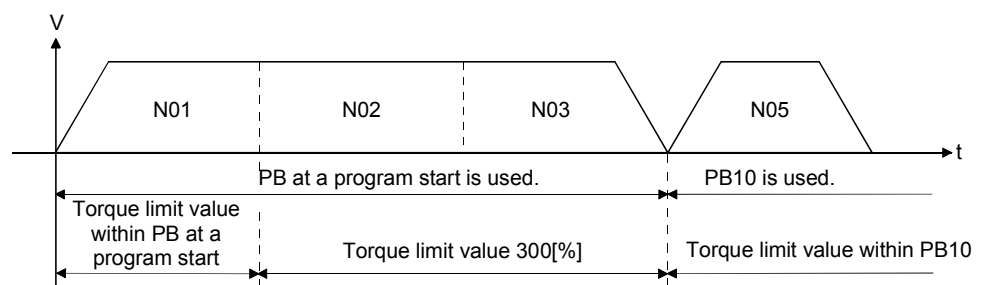 V
N01
N02
N03
N05
t
PB at a program start is used.
PB10 is used.
Torque limit value
within PB at a
program start
Torque limit value 300[%]
Torque limit value within PB10